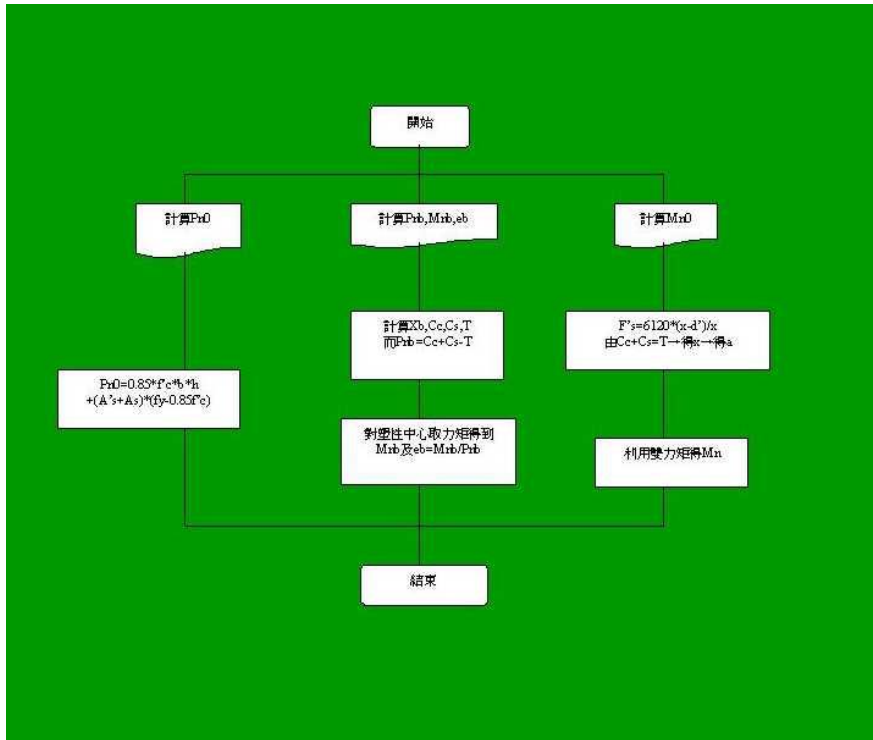 開始
計算Pn0
計算Pnb,Mnb,eb
計算Mn0
計算Xb,Cc,Cs,T
而Pnb=Cc+Cs-T
F's=6120*(x-d')/x
由Cc+Cs=T→得x→得a
Pn0=0.85*f'c*b*h
+(A's+As)*(fy-0.85f'c)
對塑性中心取力矩得到
Mnb及eb=Mnb/Pnb
利用雙力矩得Mn
結束